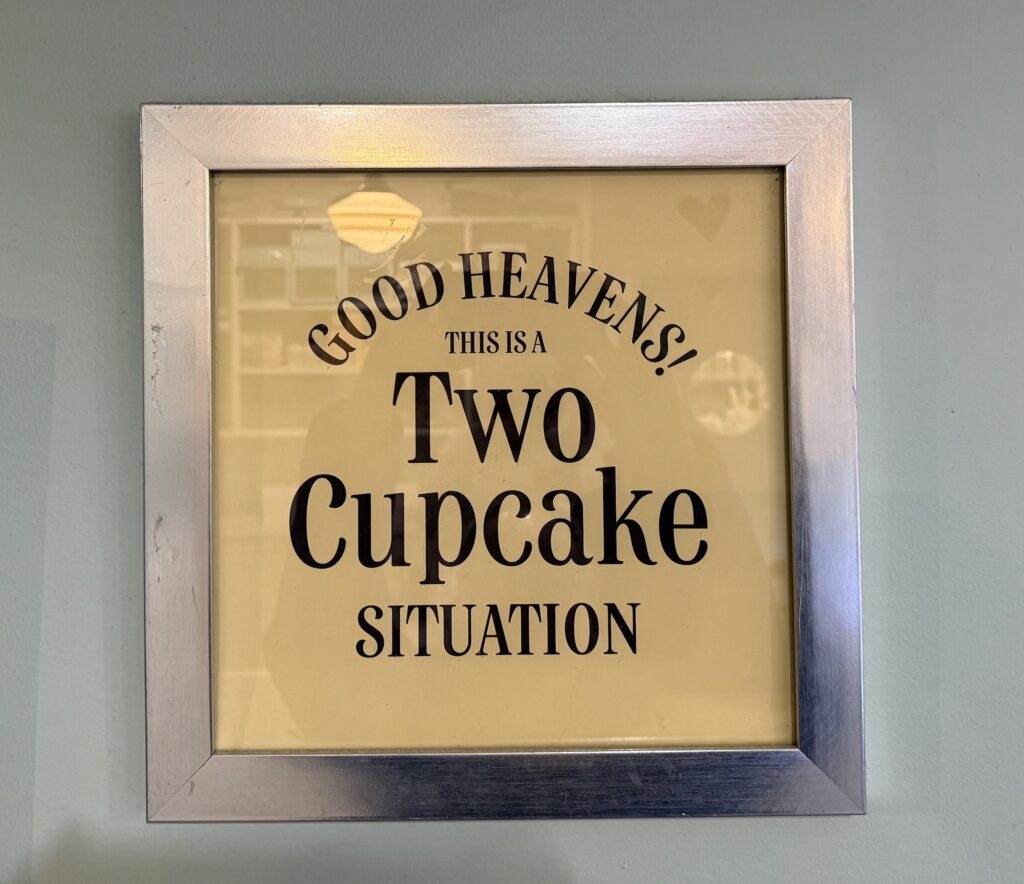 GOOD HEAVENS!
THIS IS A
Two
Cupcake
SITUATION